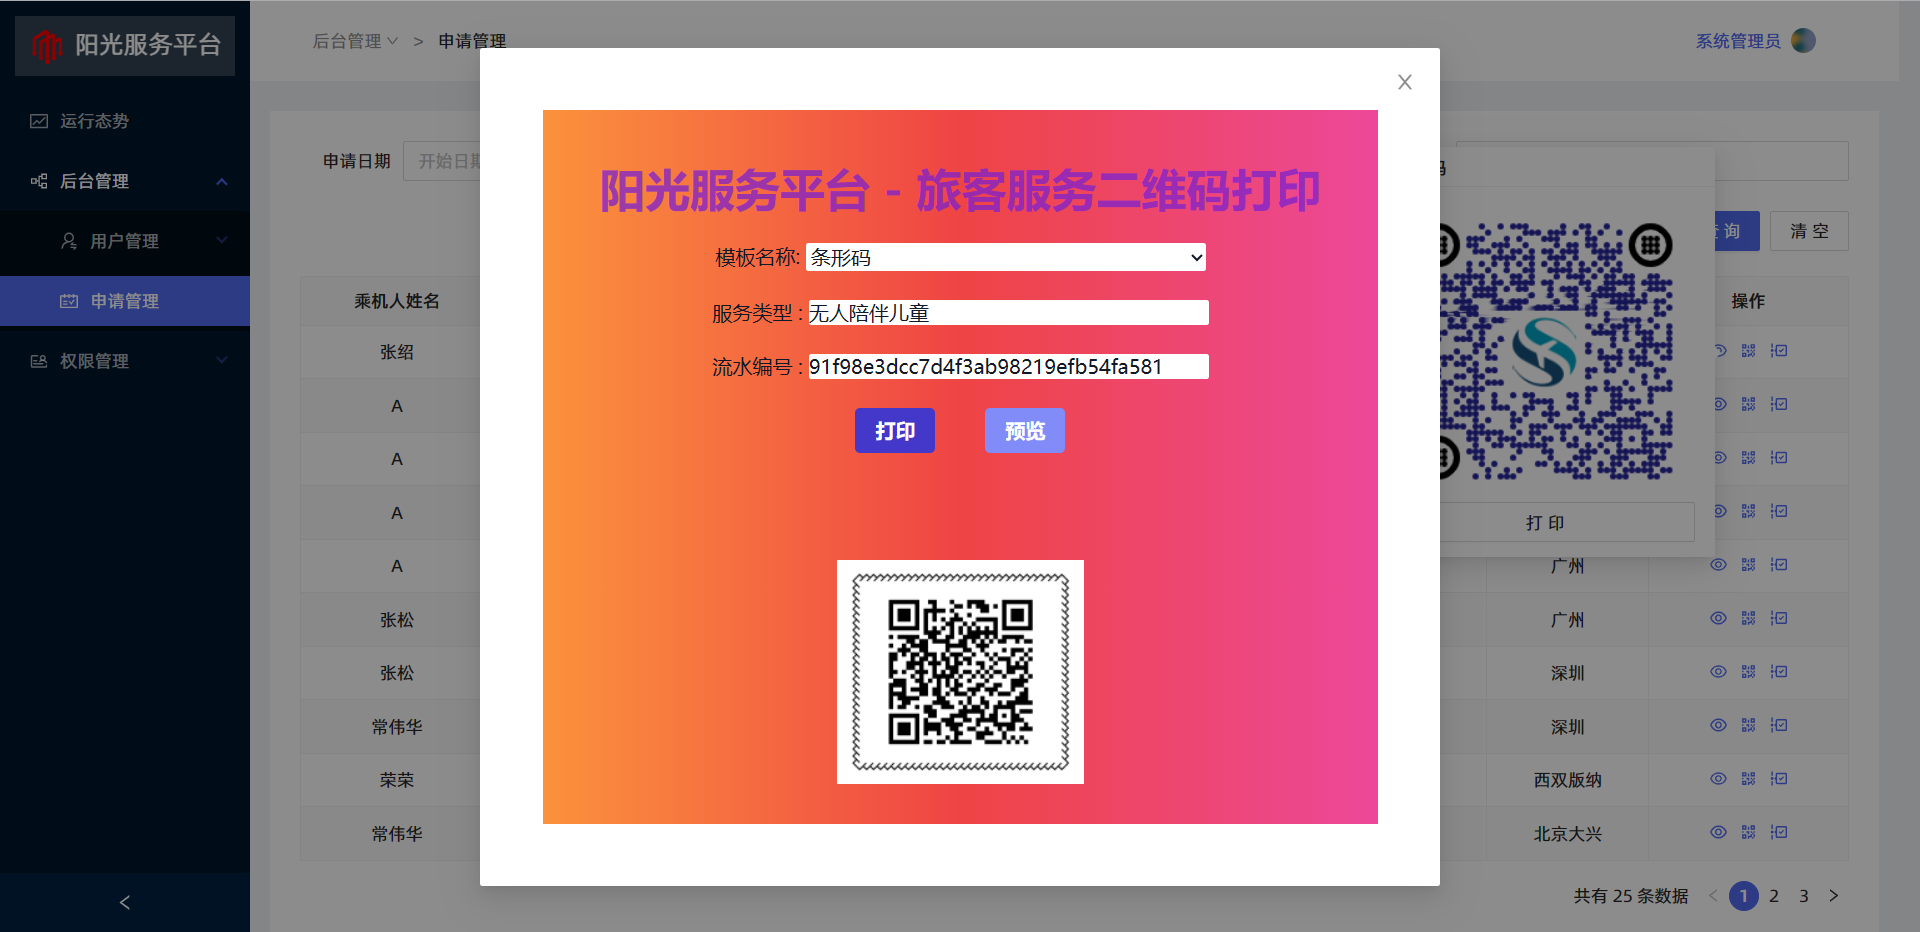 阳光服务平台
运行态势
后台管理
用户管理
申请管理
权限管理
后台管理 > 申请管理
系统管理员
申请日期 开始日期
码
查 询
清 空
乘机人姓名
操作
张绍
A
A
A
A
广州
张松
广州
张松
深圳
常伟华
深圳
荣荣
西双版纳
常伟华
北京大兴
打 印
共有 25 条数据 < 1 2 3 >
阳光服务平台 - 旅客服务二维码打印
模板名称: 条形码
服务类型 : 无人陪伴儿童
流水编号 : 91f98e3dcc7d4f3ab98219efb54fa581
打印
预览